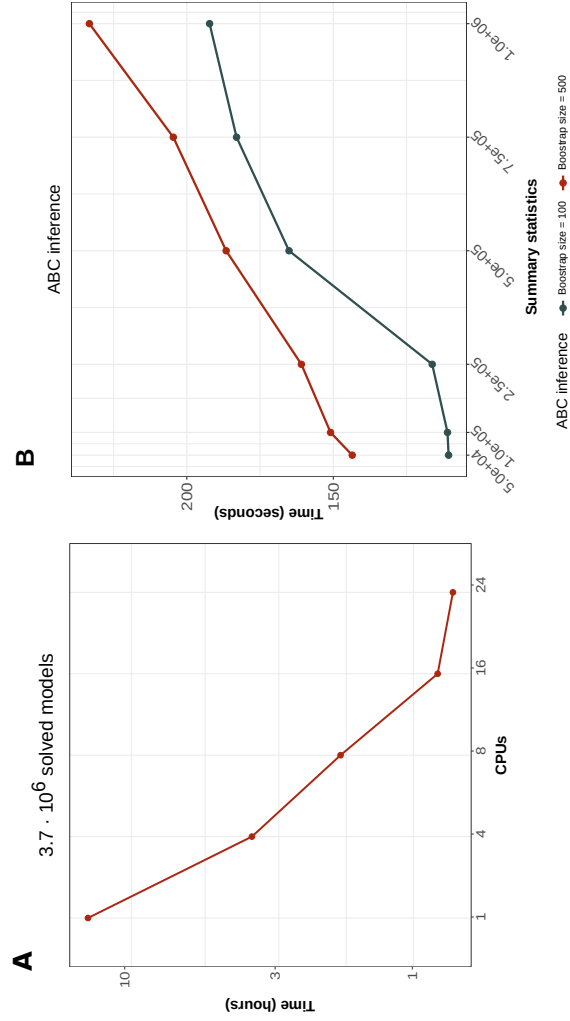 A
3.7 · 10⁶ solved models
Time (hours)
10
3
1
1
4
8
16
24
CPUs
B
ABC inference
Time (seconds)
200
150
5.0e+04
1.0e+05
2.5e+05
5.0e+05
7.5e+05
1.0e+06
Summary statistics
ABC inference Boostrap size = 100 Boostrap size = 500